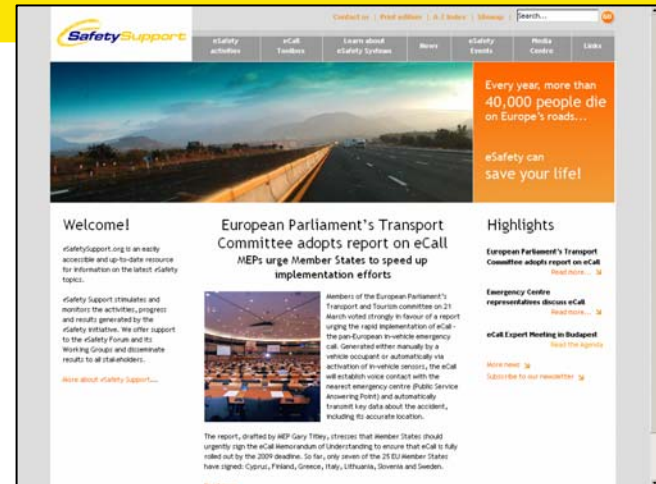 Contact us | Print edition | A-Z Index | Sitemap | Search... GO
eSafetySupport
eSafety activities
eCall Toolbox
Learn about eSafety Systems
News
eSafety Events
Media Centre
Links
Every year, more than
40,000 people die
on Europe's roads...
eSafety can
save your life!
Welcome!
eSafetySupport.org is an easily
accessible and up-to-date resource
for information on the latest eSafety
topics.
eSafety Support stimulates and
monitors the activities, progress
and results generated by the
eSafety Initiative. We offer support
to the eSafety Forum and its
Working Groups and disseminate
results to all stakeholders.
More about eSafety Support...
European Parliament's Transport
Committee adopts report on eCall
MEPs urge Member States to speed up
implementation efforts
Members of the European Parliament's
Transport and Tourism committee on 21
March voted strongly in favour of a report
urging the rapid implementation of eCall -
the pan-European in-vehicle emergency
call. Generated either manually by a
vehicle occupant or automatically via
activation of in-vehicle sensors, the eCall
will establish voice contact with the
nearest emergency centre (Public Service
Answering Point) and automatically
transmit key data about the accident,
including its accurate location.
The report, drafted by MEP Gary Titley, stresses that Member States should
urgently sign the eCall Memorandum of Understanding to ensure that eCall is fully
rolled out by the 2009 deadline. So far, only seven of the 25 EU Member States
have signed: Cyprus, Finland, Greece, Italy, Lithuania, Slovenia and Sweden.
Highlights
European Parliament's Transport
Committee adopts report on eCall
Read more...
Emergency Centre
representatives discuss eCall
Read more...
eCall Expert Meeting in Budapest
Read the Agenda
More news
Subscribe to our newsletter